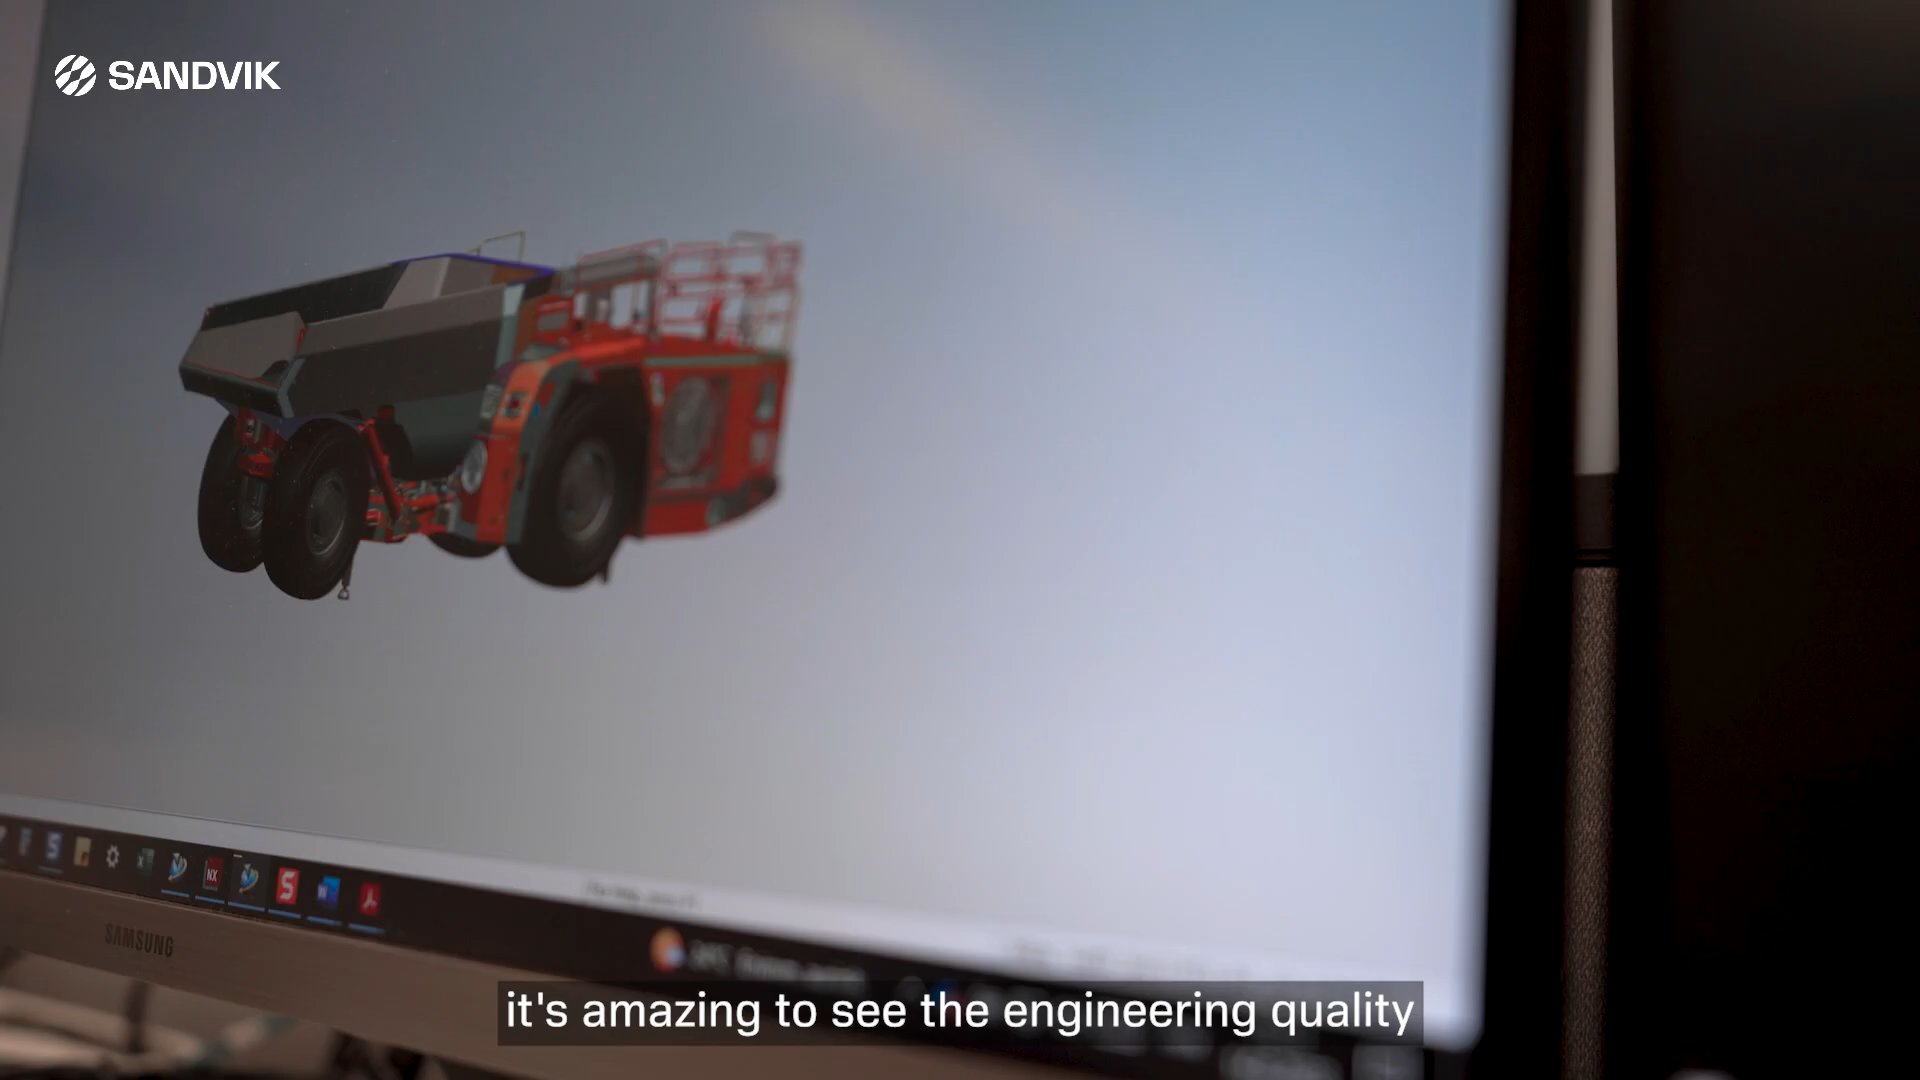 SANDVIK
S
X
NX
S
W
SAMSUNG
it's amazing to see the engineering quality